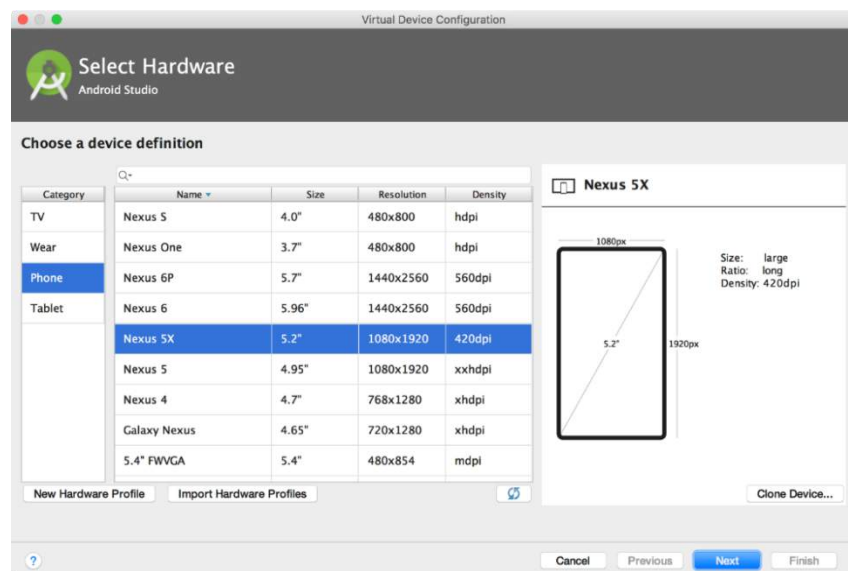 Virtual Device Configuration
Select Hardware
Android Studio
Choose a device definition
Category
TV
Wear
Phone
Tablet
Name Size Resolution Density
Nexus S 4.0" 480x800 hdpi
Nexus One 3.7" 480x800 hdpi
Nexus 6P 5.7" 1440x2560 560dpi
Nexus 6 5.96" 1440x2560 560dpi
Nexus 5X 5.2" 1080x1920 420dpi
Nexus 5 4.95" 1080x1920 xxhdpi
Nexus 4 4.7" 768x1280 xhdpi
Galaxy Nexus 4.65" 720x1280 xhdpi
5.4" FWVGA 5.4" 480x854 mdpi
New Hardware Profile Import Hardware Profiles
Nexus 5X
1080px
5.2"
1920px
Size: large
Ratio: long
Density: 420dpi
Clone Device...
? Cancel Previous Next Finish